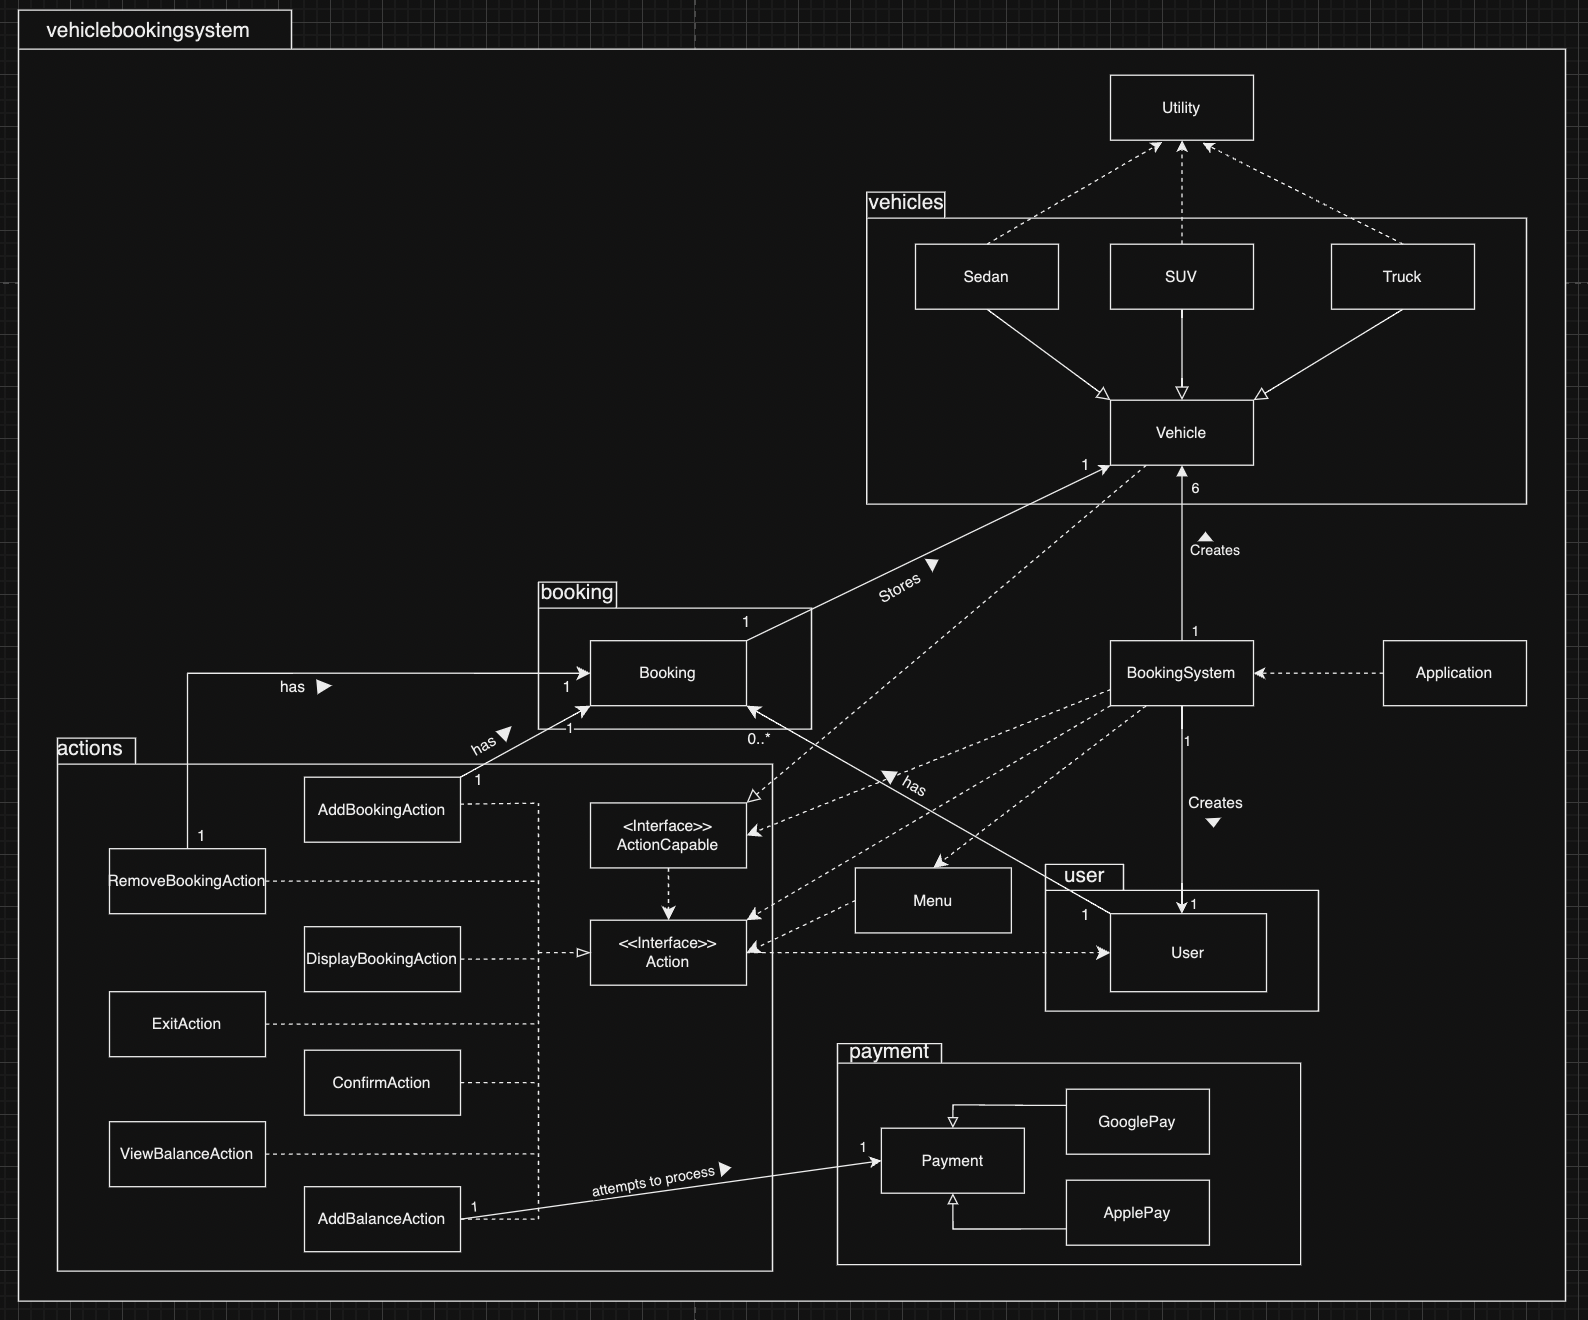 vehiclebookingsystem
Utility
vehicles
Sedan
SUV
Truck
Vehicle
1
6
Creates
Stores
booking
1
1
Booking
BookingSystem
Application
has
1
1
0..*
1
actions
has
1
has
Creates
AddBookingAction
<Interface>>
ActionCapable
1
RemoveBookingAction
user
Menu
1
1
DisplayBookingAction
<<Interface>>
Action
User
ExitAction
payment
ConfirmAction
GooglePay
ViewBalanceAction
1
Payment
attempts to process
1
AddBalanceAction
ApplePay